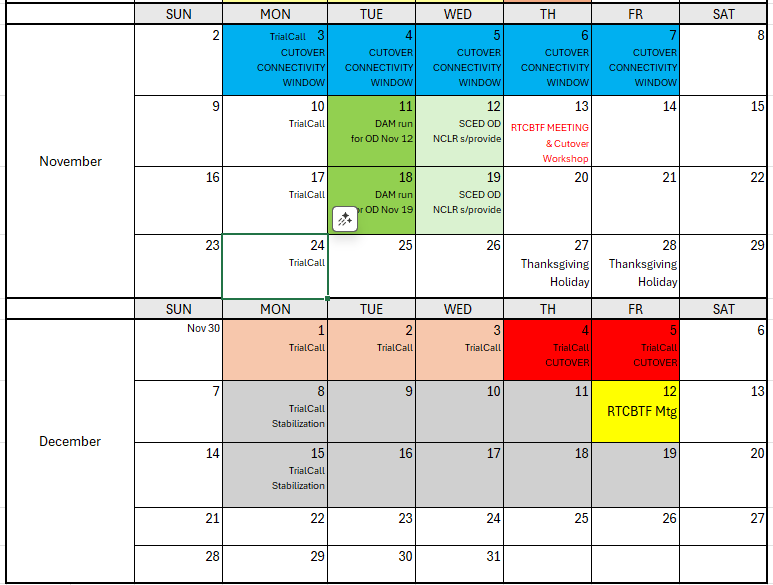 SUN MON TUE WED TH FR SAT
November
2 TrialCall 3 4 5 6 7 8
CUTOVER CUTOVER CUTOVER CUTOVER CUTOVER
CONNECTIVITY CONNECTIVITY CONNECTIVITY CONNECTIVITY CONNECTIVITY
WINDOW WINDOW WINDOW WINDOW WINDOW
9 10 11 12 13 14 15
TrialCall DAM run SCED OD RTCBTF MEETING
for OD Nov 12 NCLR s/provide & Cutover
Workshop
16 17 18 19 20 21 22
TrialCall DAM run SCED OD
OD Nov 19 NCLR s/provide
23 24 25 26 27 28 29
TrialCall Thanksgiving Thanksgiving
Holiday Holiday
SUN MON TUE WED TH FR SAT
December
Nov 30 1 2 3 4 5 6
TrialCall TrialCall TrialCall TrialCall TrialCall
CUTOVER CUTOVER
7 8 9 10 11 12 13
TrialCall RTCBTF Mtg
Stabilization
14 15 16 17 18 19 20
TrialCall
Stabilization
21 22 23 24 25 26 27
28 29 30 31